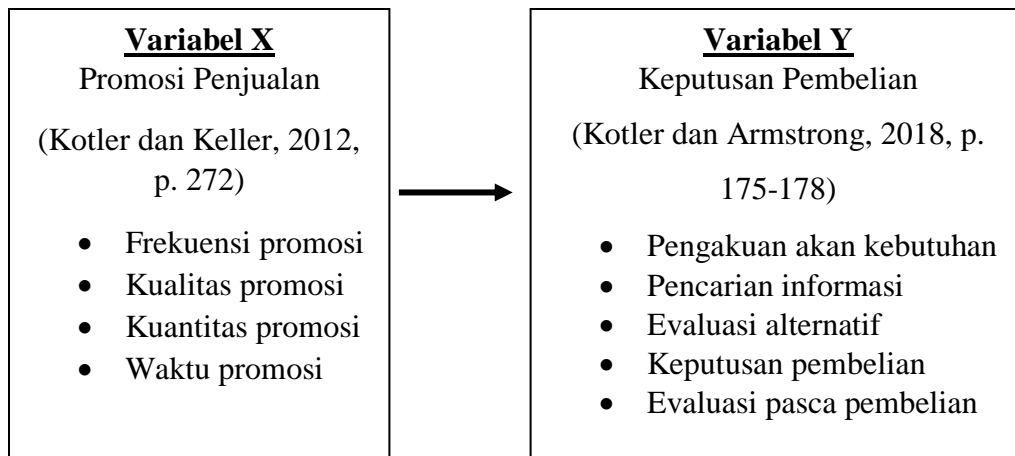 Variabel X
Promosi Penjualan
(Kotler dan Keller, 2012,
p. 272)
• Frekuensi promosi
• Kualitas promosi
• Kuantitas promosi
• Waktu promosi
Variabel Y
Keputusan Pembelian
(Kotler dan Armstrong, 2018, p.
175-178)
• Pengakuan akan kebutuhan
• Pencarian informasi
• Evaluasi alternatif
• Keputusan pembelian
• Evaluasi pasca pembelian